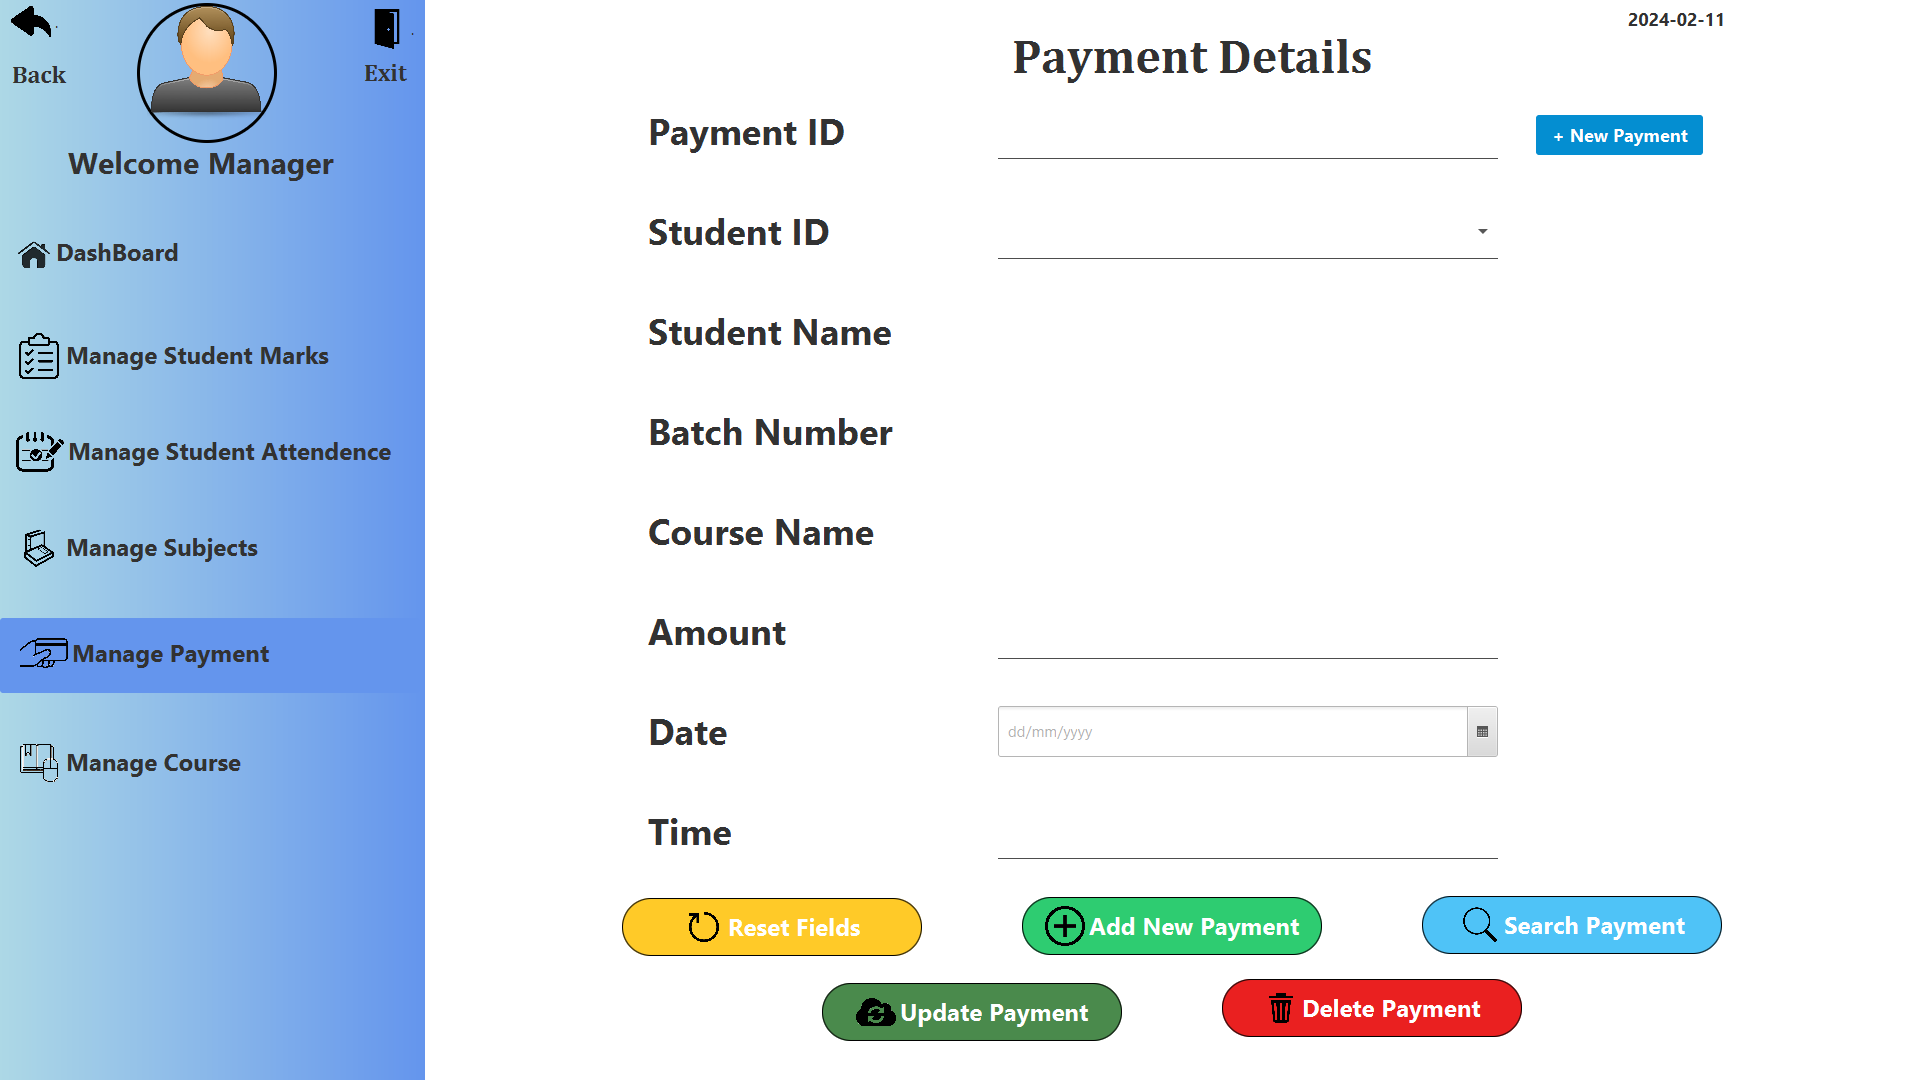 Back
Exit
Welcome Manager
DashBoard
Manage Student Marks
Manage Student Attendence
Manage Subjects
Manage Payment
Manage Course
2024-02-11
Payment Details
Payment ID
+ New Payment
Student ID
Student Name
Batch Number
Course Name
Amount
Date
dd/mm/yyyy
Time
Reset Fields
Add New Payment
Search Payment
Update Payment
Delete Payment